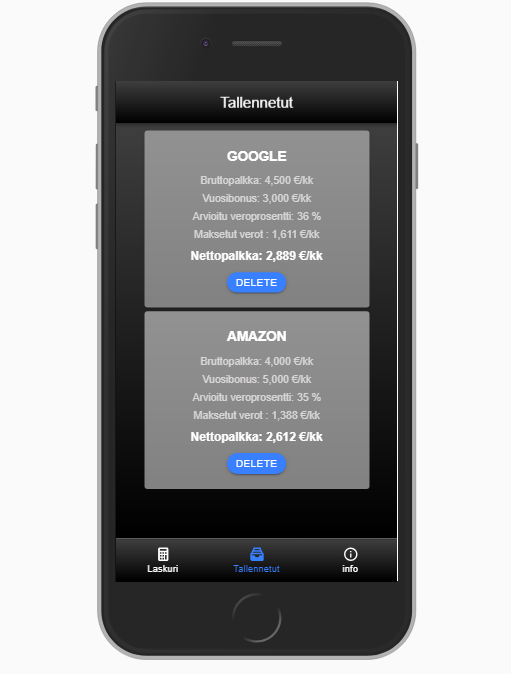 Tallennetut
GOOGLE
Bruttopalkka: 4,500 €/kk
Vuosibonus: 3,000 €/kk
Arvioitu veroprosentti: 36 %
Maksetut verot : 1,611 €/kk
Nettopalkka: 2,889 €/kk
DELETE
AMAZON
Bruttopalkka: 4,000 €/kk
Vuosibonus: 5,000 €/kk
Arvioitu veroprosentti: 35 %
Maksetut verot : 1,388 €/kk
Nettopalkka: 2,612 €/kk
DELETE
Laskuri
Tallennetut
info